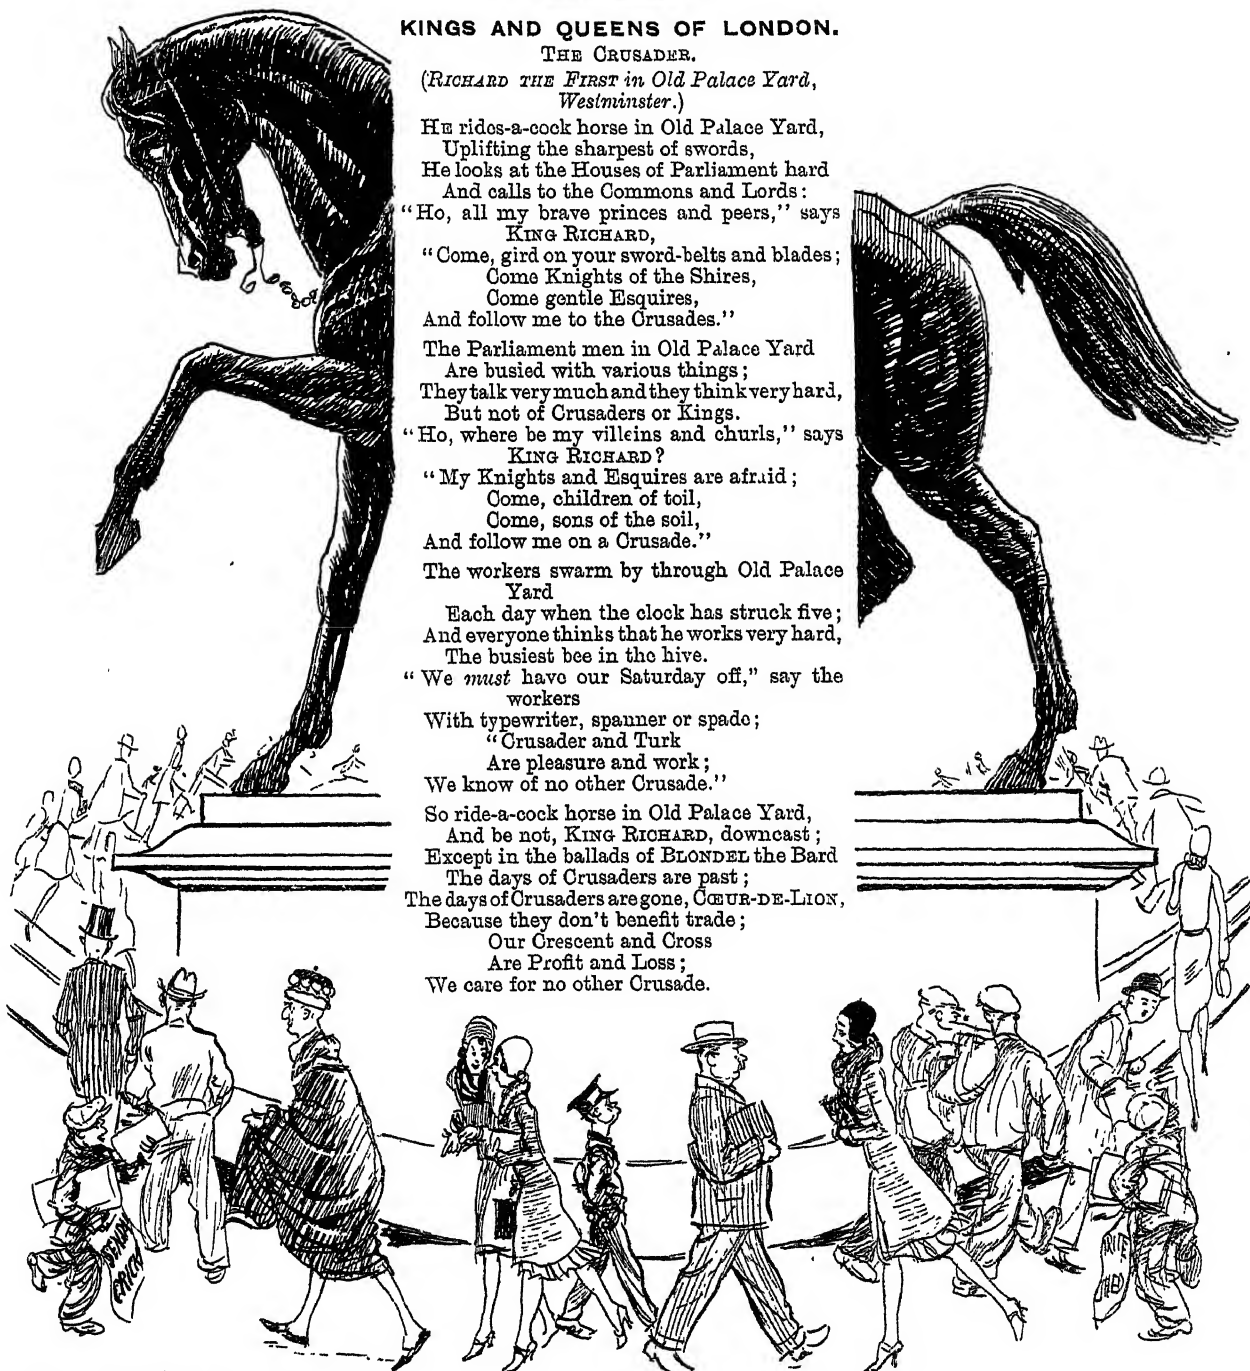 KINGS AND QUEENS OF LONDON.
THE CRUSADER.
(RICHARD THE FIRST in Old Palace Yard,
Westminster.)
HE rides-a-cock horse in Old Palace Yard,
Uplifting the sharpest of swords,
He looks at the Houses of Parliament hard
And calls to the Commons and Lords:
"Ho, all my brave princes and peers," says
KING RICHARD,
"Come, gird on your sword-belts and blades;
Come Knights of the Shires,
Come gentle Esquires,
And follow me to the Crusades."
The Parliament men in Old Palace Yard
Are busied with various things;
They talk very much and they think very hard,
But not of Crusaders or Kings.
"Ho, where be my villeins and churls," says
KING RICHARD?
"My Knights and Esquires are afraid;
Come, children of toil,
Come, sons of the soil,
And follow me on a Crusade."
The workers swarm by through Old Palace
Yard
Each day when the clock has struck five;
And everyone thinks that he works very hard,
The busiest bee in the hive.
"We must have our Saturday off," say the
workers
With typewriter, spanner or spade;
"Crusader and Turk
Are pleasure and work;
We know of no other Crusade."
So ride-a-cock horse in Old Palace Yard,
And be not, KING RICHARD, downcast;
Except in the ballads of BLONDEL the Bard
The days of Crusaders are past;
The days of Crusaders are gone, CŒUR-DE-LION,
Because they don't benefit trade;
Our Crescent and Cross
Are Profit and Loss;
We care for no other Crusade.